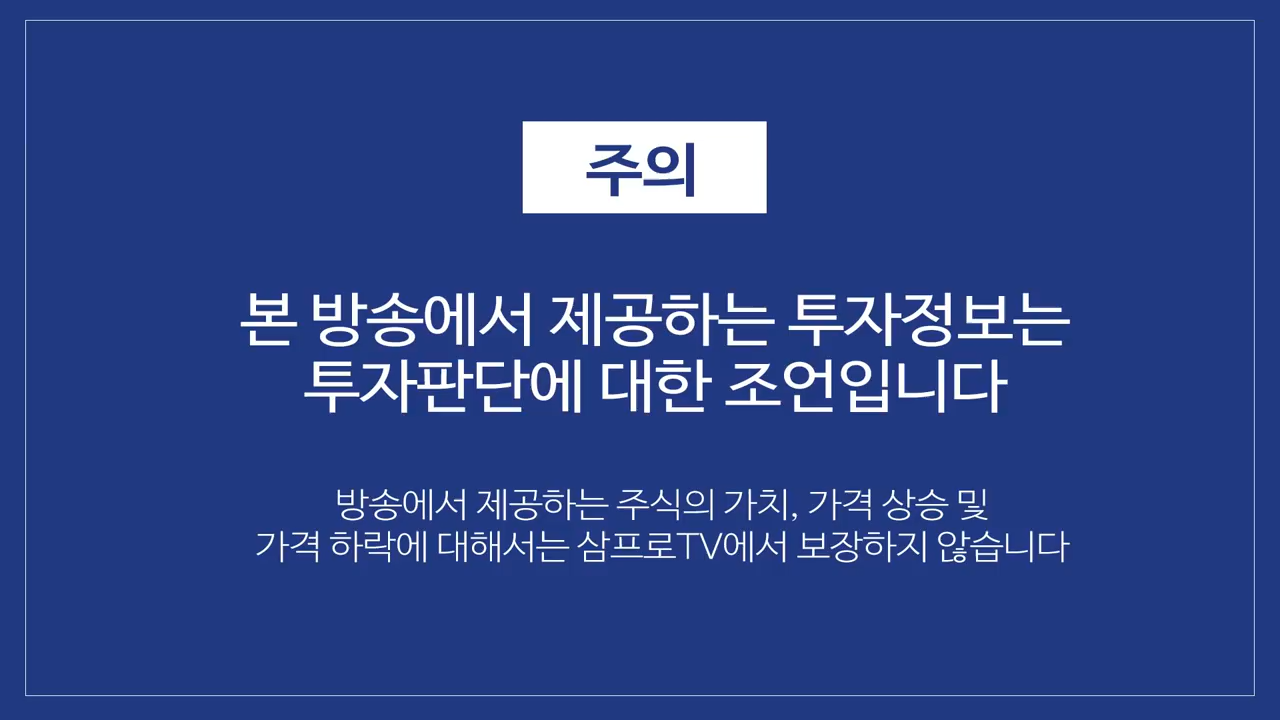 주의
본 방송에서 제공하는 투자정보는
투자판단에 대한 조언입니다
방송에서 제공하는 주식의 가치, 가격 상승 및
가격 하락에 대해서는 삼프로TV에서 보장하지 않습니다